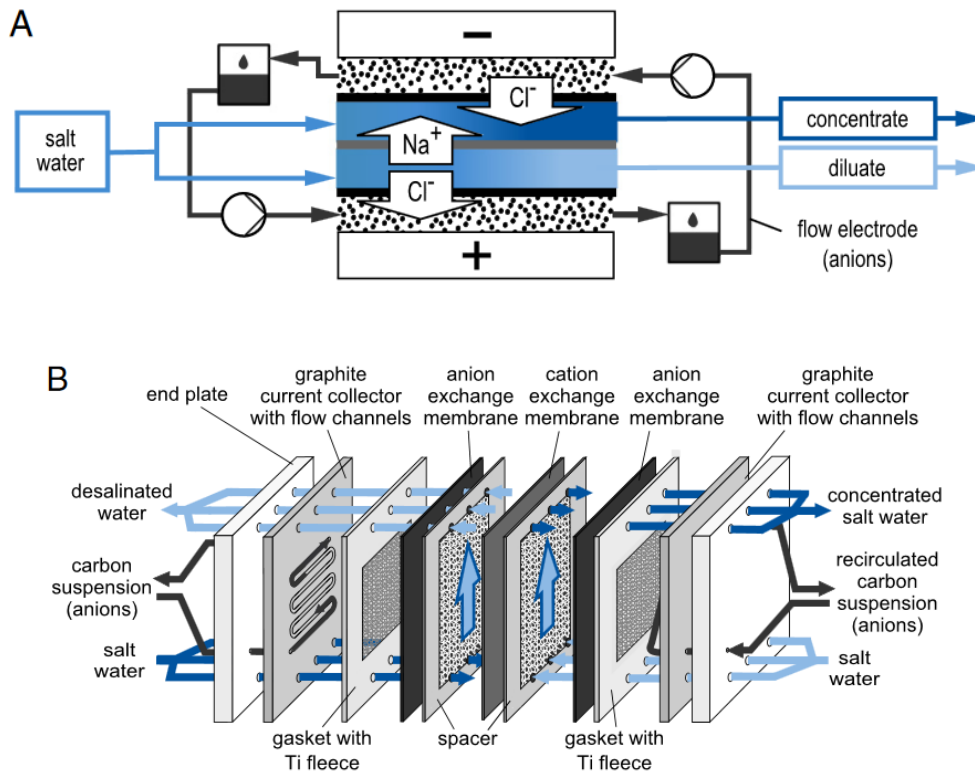 A
−
Cl⁻
salt
water
Na⁺
concentrate
diluate
Cl⁻
flow electrode
(anions)
+
B
end plate
graphite
current collector
with flow channels
anion
exchange
membrane
cation
exchange
membrane
anion
exchange
membrane
graphite
current collector
with flow channels
desalinated
water
concentrated
salt water
carbon
suspension
(anions)
recirculated
carbon
suspension
(anions)
salt
water
salt
water
gasket with
Ti fleece
spacer
gasket with
Ti fleece